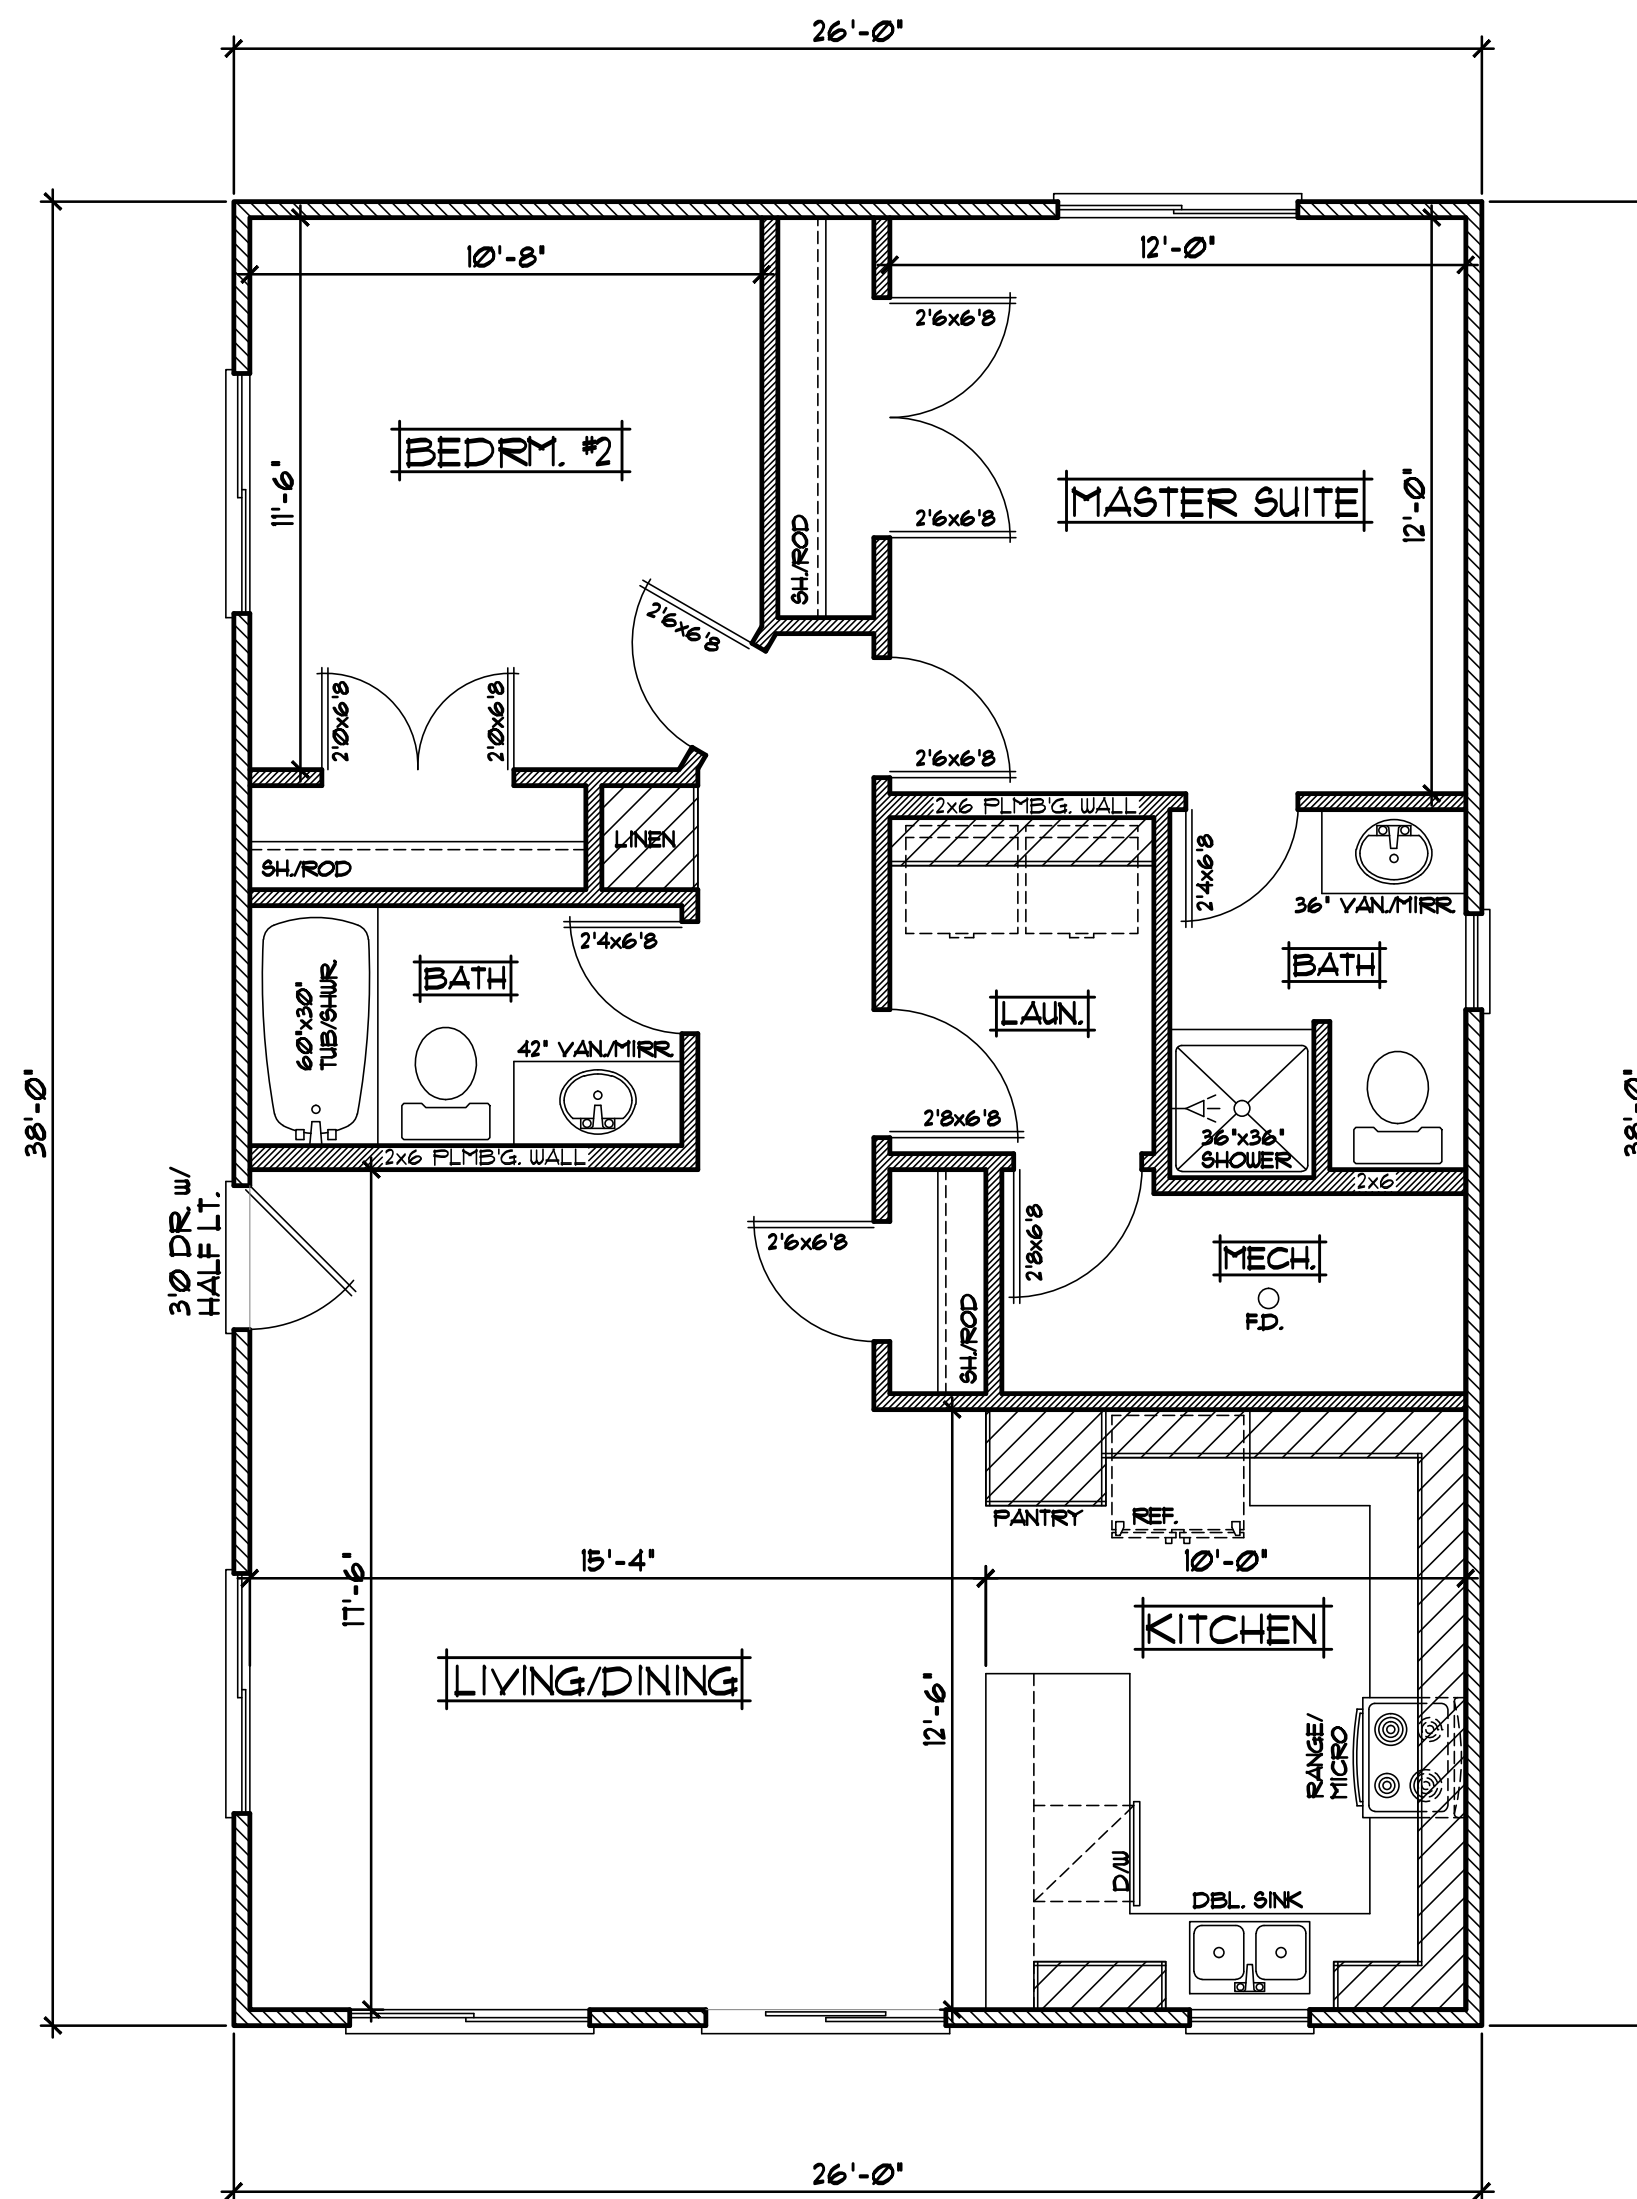 26'-0"
10'-8"
12'-0"
2'6x6'8
BEDRM. #2
11'-6"
MASTER SUITE
12'-0"
2'6x6'8
SH./ROD
2'6x6'8
2'0x6'8
2'0x6'8
2'6x6'8
2x6 PLMB'G. WALL
LINEN
SH./ROD
2'4x6'8
36" VAN./MIRR.
2'4x6'8
BATH
BATH
60"x30"
TUB/SHWR.
LAUN.
42" VAN./MIRR.
38'-0"
38'-0"
2'8x6'8
36"x36"
SHOWER
2x6 PLMB'G. WALL
2x6
3'0 DR. w/
HALF LT.
2'6x6'8
2'8x6'8
MECH.
F.D.
SH./ROD
PANTRY
REF.
15'-4"
10'-0"
17'-6"
KITCHEN
LIVING/DINING
12'-6"
RANGE/
MICRO
D/W
DBL. SINK
26'-0"